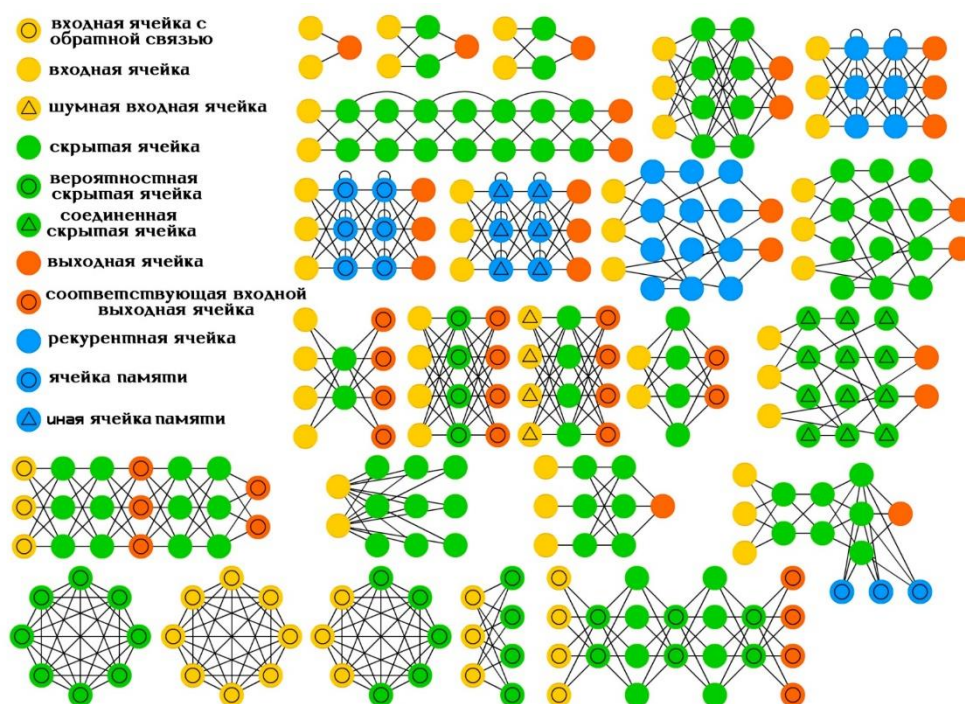 входная ячейка с
обратной связью
входная ячейка
шумная входная ячейка
скрытая ячейка
вероятностная
скрытая ячейка
соединенная
скрытая ячейка
выходная ячейка
соответствующая входной
выходная ячейка
рекурентная ячейка
ячейка памяти
иная ячейка памяти